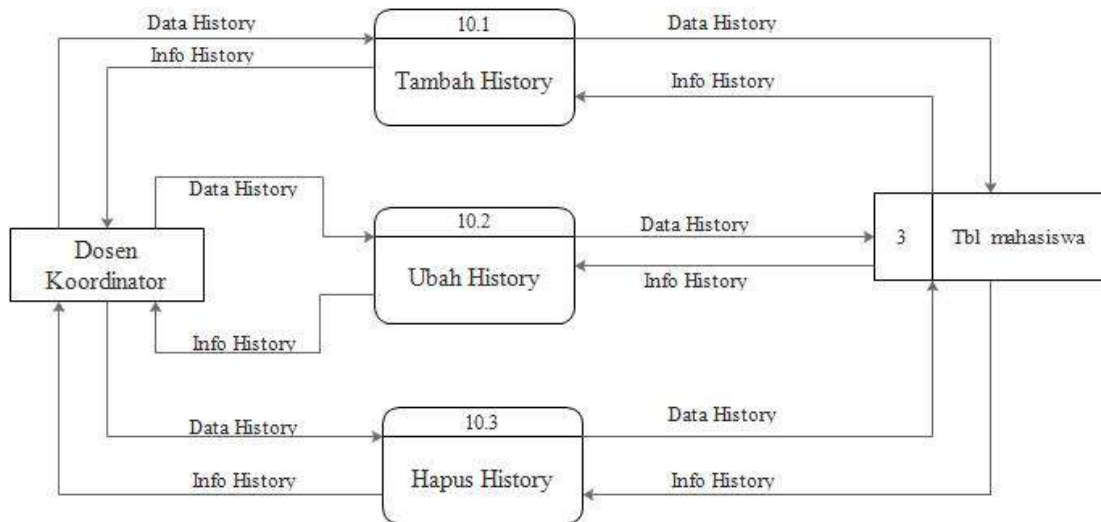 Data History
10.1
Data History
Info History
Tambah History
Info History
Data History
10.2
Data History
Dosen
Koordinator
Ubah History
3
Tbl mahasiswa
Info History
Info History
10.3
Data History
Data History
Hapus History
Info History
Info History